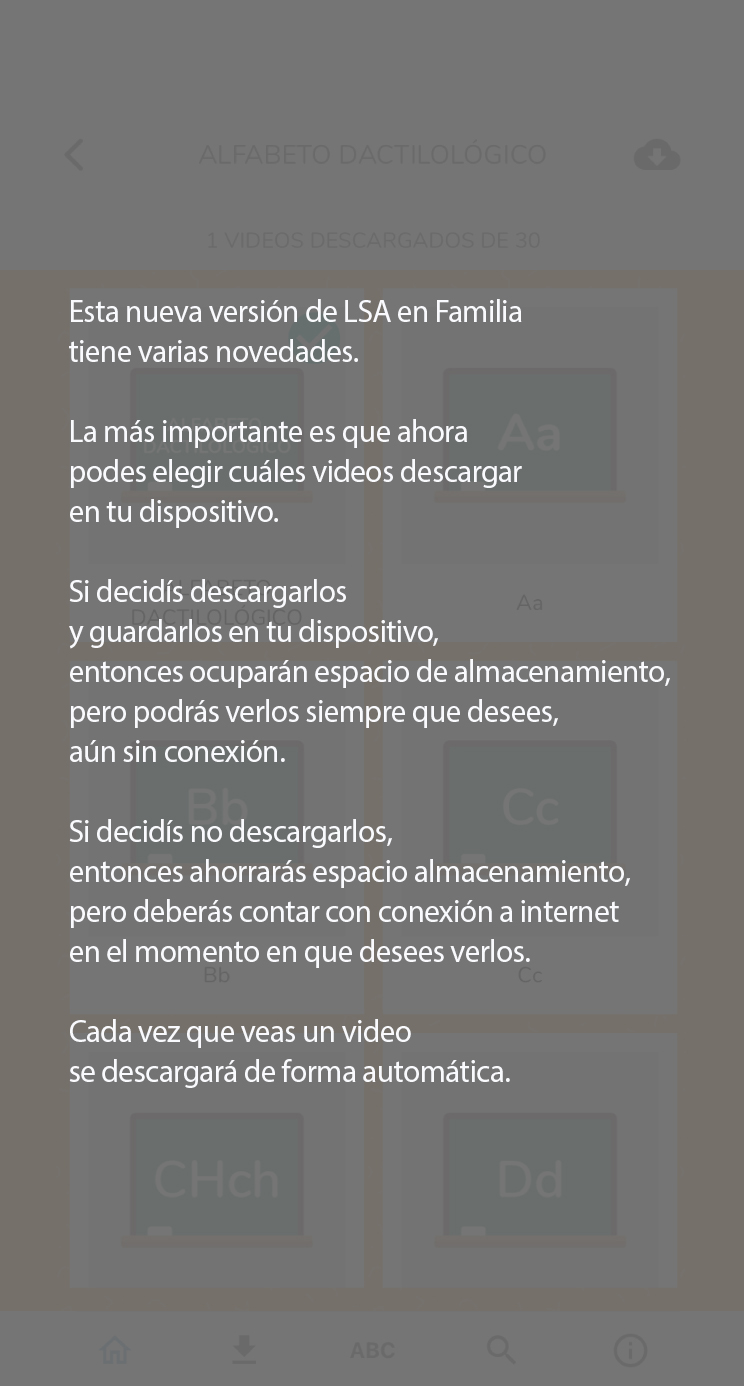 ALFABETO DACTILOLÓGICO
1 VIDEOS DESCARGADOS DE 30
Esta nueva versión de LSA en Familia
tiene varias novedades.
La más importante es que ahora
podes elegir cuáles videos descargar
en tu dispositivo.
Si decidís descargarlos
y guardarlos en tu dispositivo,
entonces ocuparán espacio de almacenamiento,
pero podrás verlos siempre que desees,
aún sin conexión.
Si decidís no descargarlos,
entonces ahorrarás espacio almacenamiento,
pero deberás contar con conexión a internet
en el momento en que desees verlos.
Cada vez que veas un video
se descargará de forma automática.
ALFABETO
DACTILOLÓGICO
Aa
ALFABETO
DACTILOLÓGICO
Aa
Bb
Cc
Bb
Cc
CHch
Dd
ABC